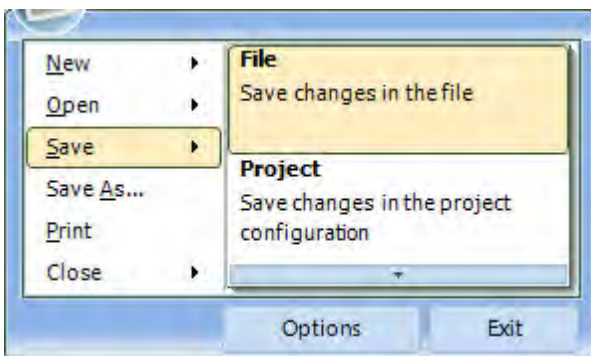 New
Open
Save
Save As...
Print
Close
File
Save changes in the file
Project
Save changes in the project
configuration
Options
Exit